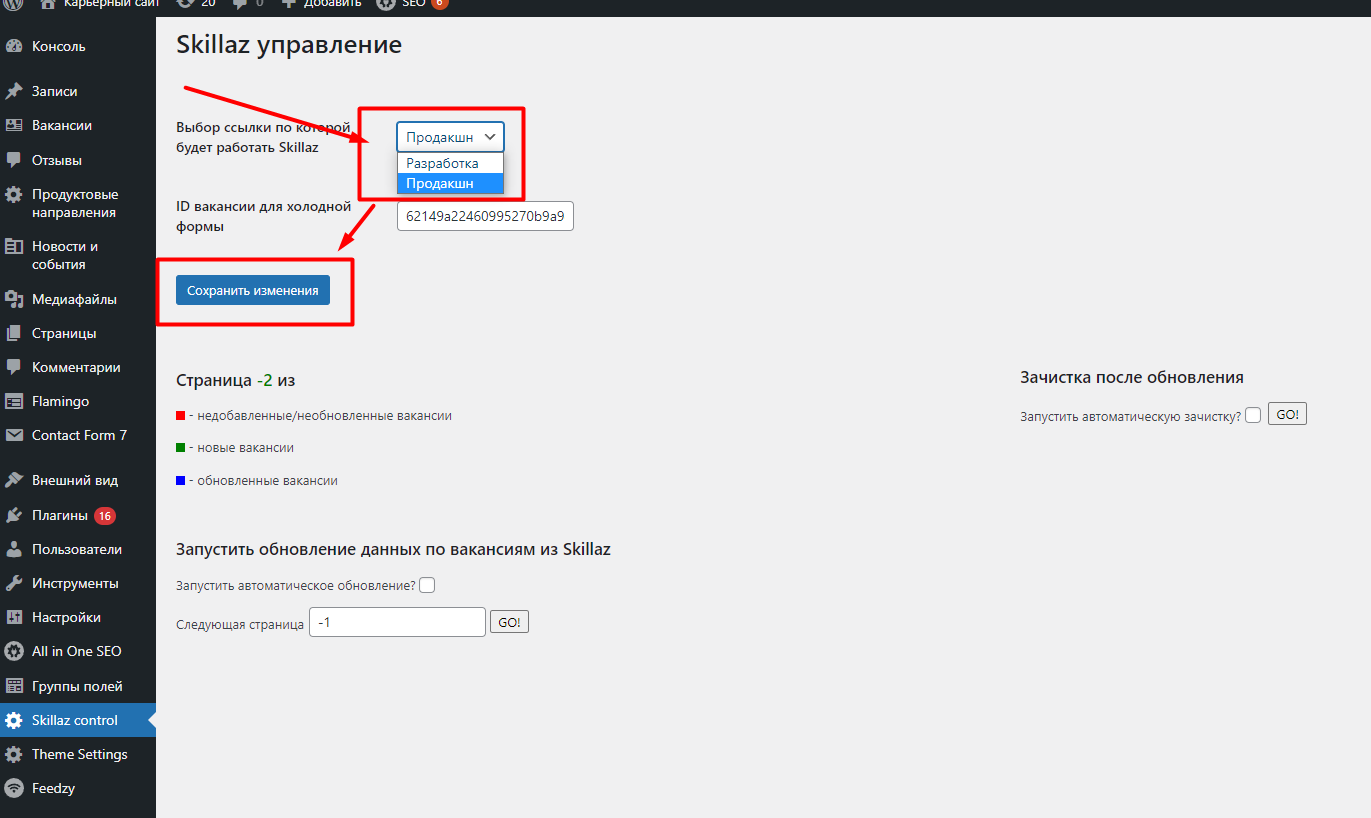 Карьерный сайт
20
0
Добавить
SEO
6
Консоль
Записи
Вакансии
Отзывы
Продуктовые
направления
Новости и
события
Медиафайлы
Страницы
Комментарии
Flamingo
Contact Form 7
Внешний вид
Плагины 16
Пользователи
Инструменты
Настройки
All in One SEO
Группы полей
Skillaz control
Theme Settings
Feedzy
Skillaz управление
Выбор ссылки по которой
будет работать Skillaz
Продакшн
Разработка
Продакшн
ID вакансии для холодной
формы
62149a22460995270b9a9
Сохранить изменения
Страница -2 из
- недобавленные/необновленные вакансии
- новые вакансии
- обновленные вакансии
Зачистка после обновления
Запустить автоматическую зачистку? GO!
Запустить обновление данных по вакансиям из Skillaz
Запустить автоматическое обновление?
Следующая страница -1 GO!